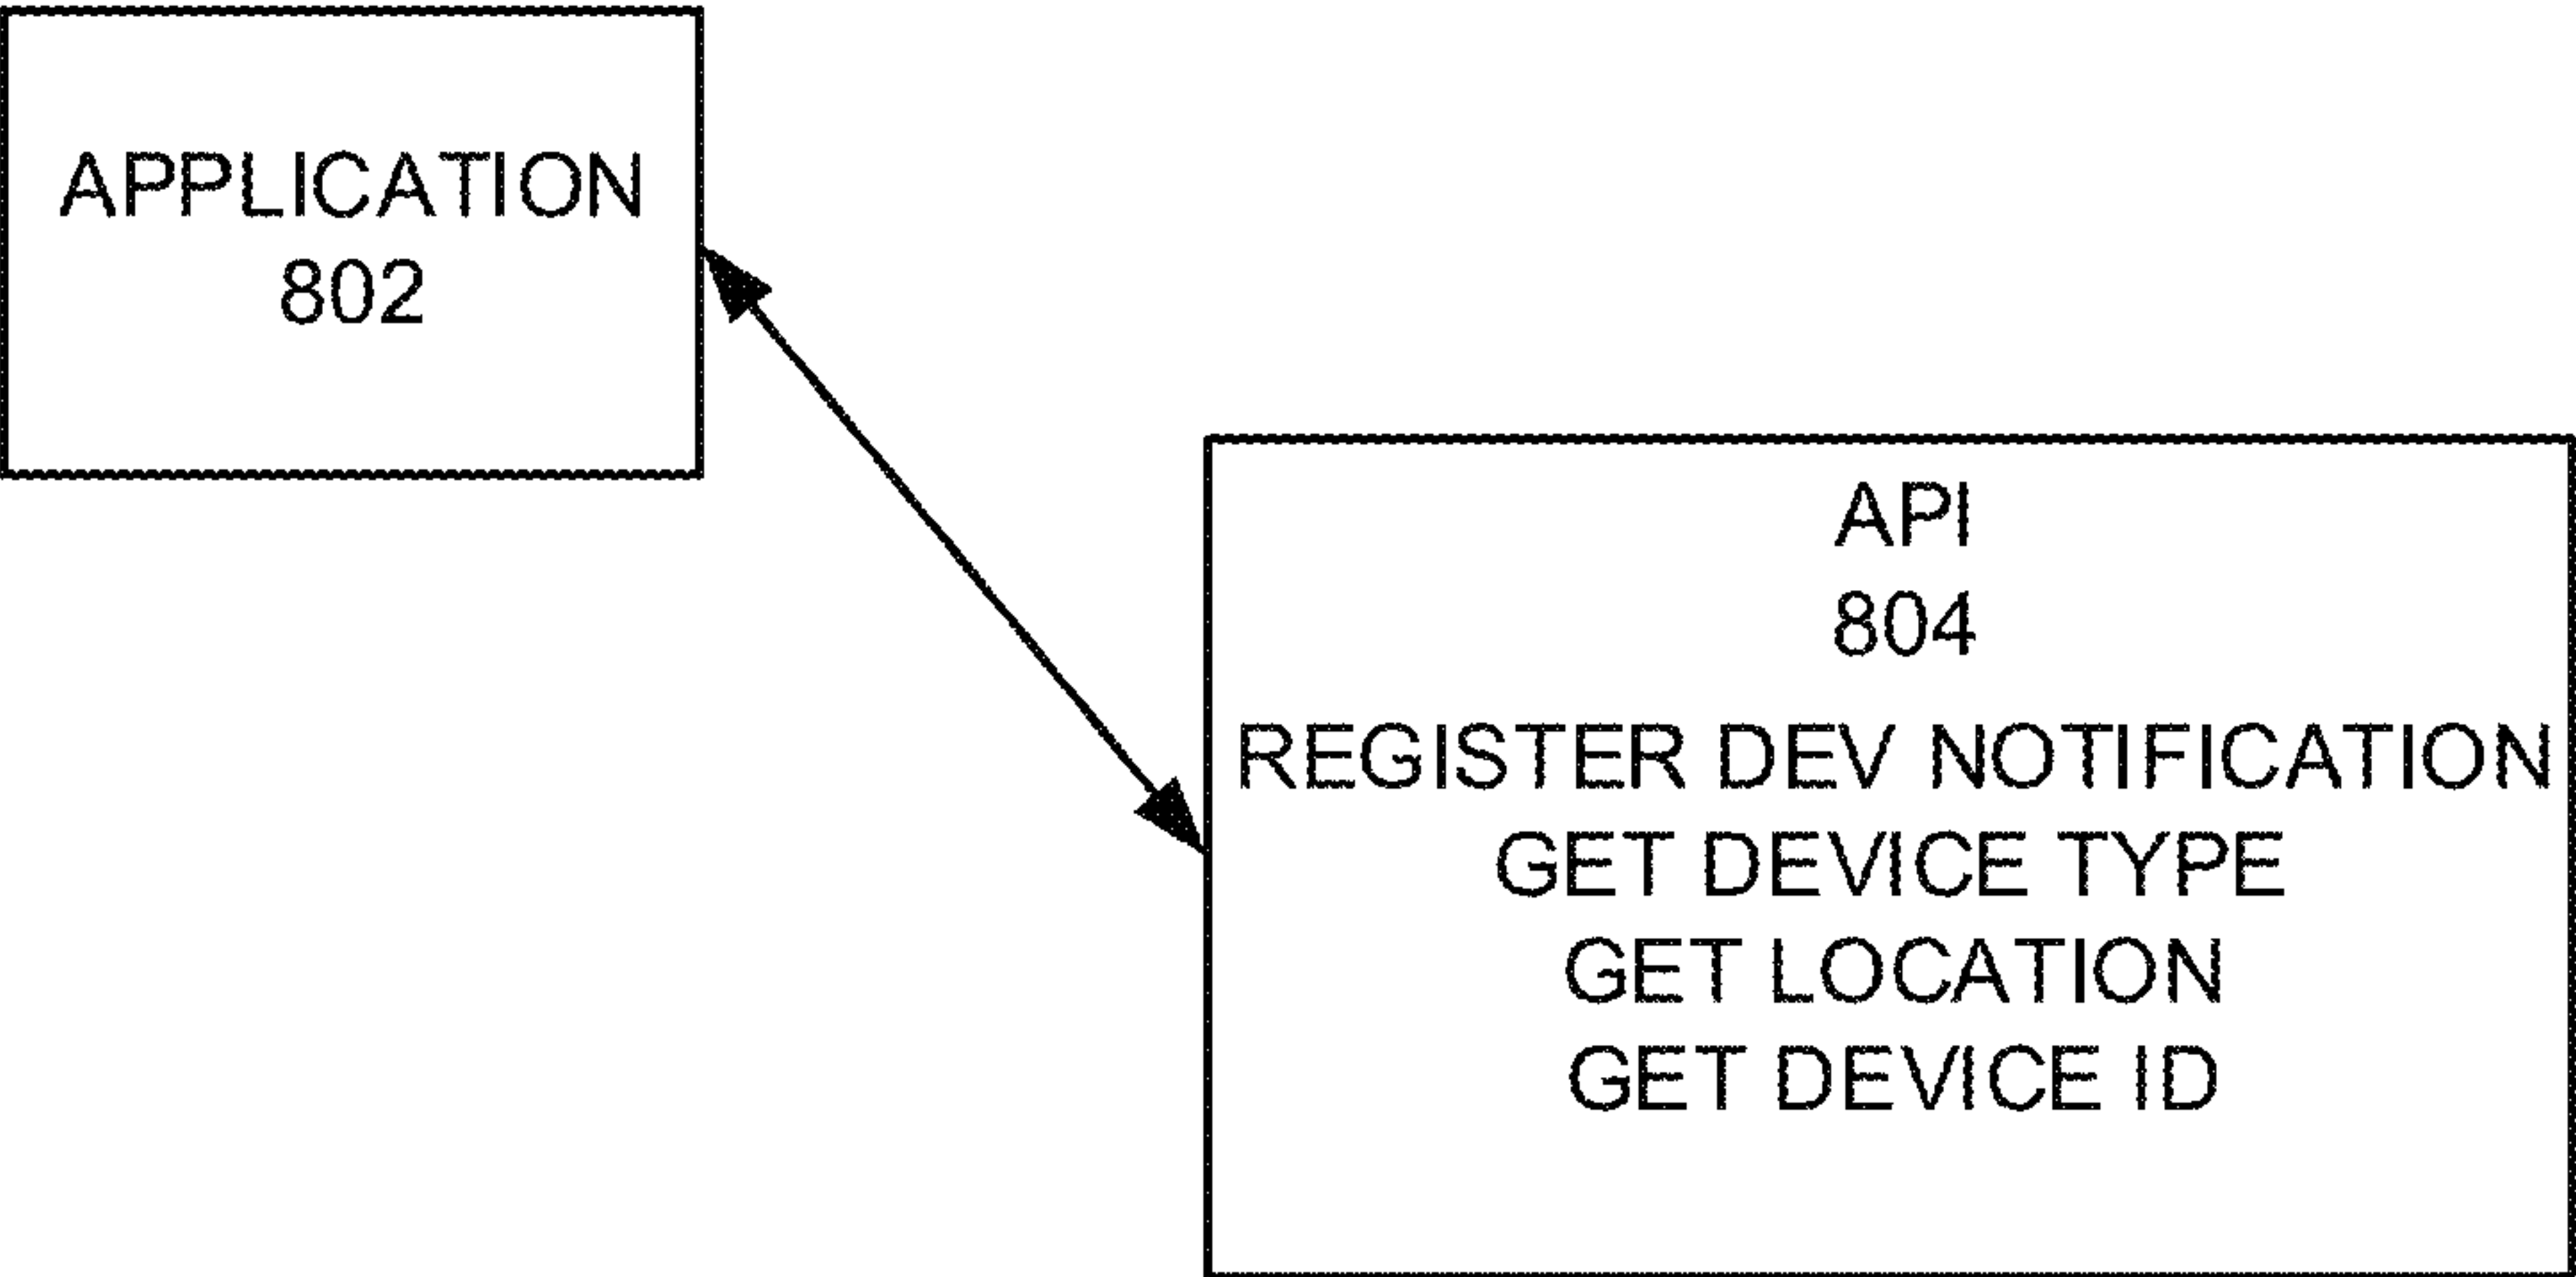 APPLICATION
802
API
804
REGISTER DEV NOTIFICATION
GET DEVICE TYPE
GET LOCATION
GET DEVICE ID